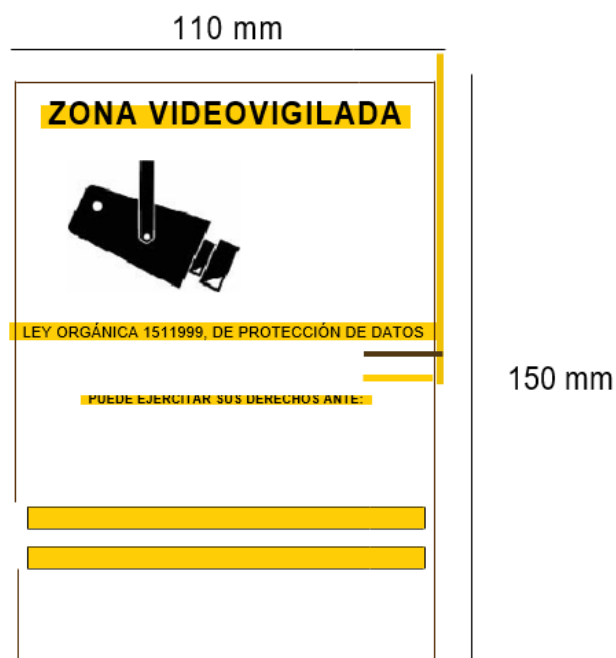 110 mm
ZONA VIDEOVIGILADA
LEY ORGÁNICA 1511999, DE PROTECCIÓN DE DATOS
150 mm
PUEDE EJERCITAR SUS DERECHOS ANTE: